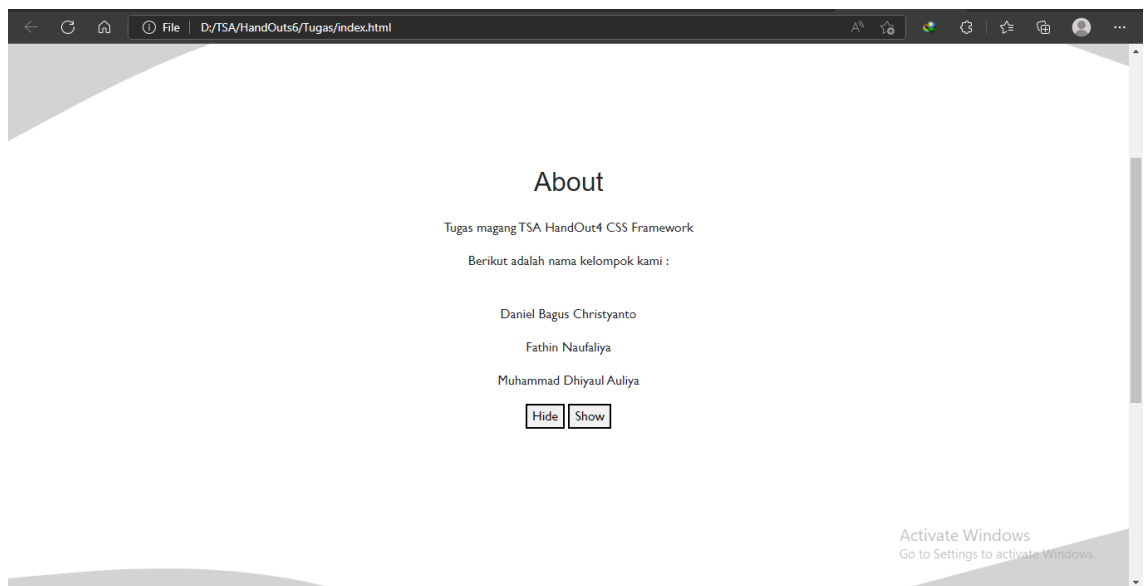 File D:/TSA/HandOuts6/Tugas/index.html
About
Tugas magang TSA HandOut4 CSS Framework
Berikut adalah nama kelompok kami :
Daniel Bagus Christyanto
Fathin Naufaliya
Muhammad Dhiyaul Auliya
Hide Show
Activate Windows
Go to Settings to activate Windows.